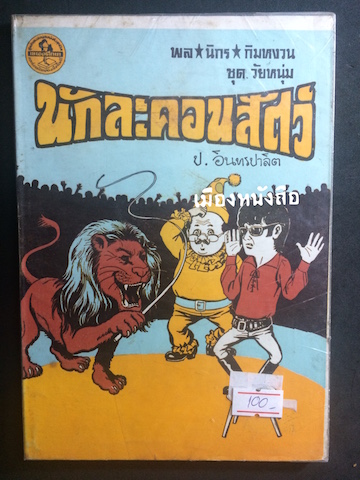 พล★นิกร★กิมหงวน
ชุด วัยหนุ่ม
นักละคอนสัตว์
ป. อินทรปาลิต
เมืองหนังสือ
100.-